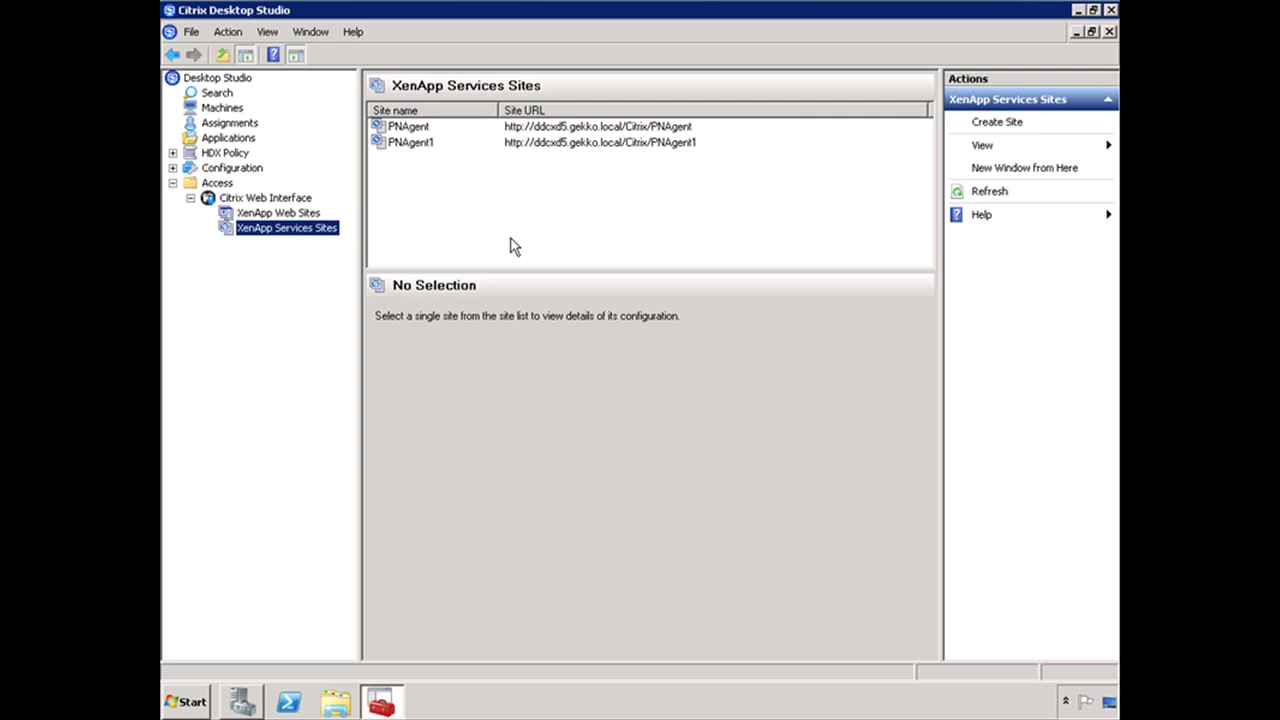 Citrix Desktop Studio
File Action View Window Help
Desktop Studio
Search
Machines
Assignments
Applications
HDX Policy
Configuration
Access
Citrix Web Interface
XenApp Web Sites
XenApp Services Sites
XenApp Services Sites
Site name Site URL
PNAgent http://ddcxd5.gekko.local/Citrix/PNAgent
PNAgent1 http://ddcxd5.gekko.local/Citrix/PNAgent1
No Selection
Select a single site from the site list to view details of its configuration.
Actions
XenApp Services Sites
Create Site
View
New Window from Here
Refresh
Help
Start